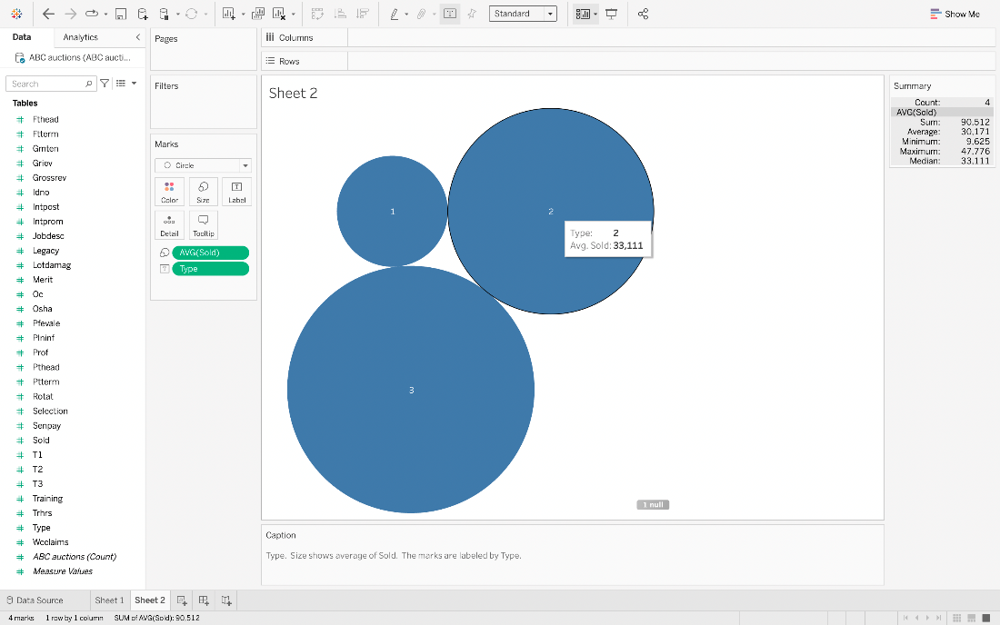 Standard
Show Me
Data
Analytics
ABC auctions (ABC aucti...
Search
Tables
Fthead
Ftterm
Gmten
Griev
Grossrev
Idno
Intpost
Intprom
Jobdesc
Legacy
Lotdamag
Merit
Oc
Osha
Pfevale
Plninf
Prof
Pthead
Ptterm
Rotat
Selection
Senpay
Sold
T1
T2
T3
Training
Trhrs
Type
Wcclaims
ABC auctions (Count)
Measure Values
Pages
Filters
Marks
Circle
Color
Size
Label
Detail
Tooltip
AVG(Sold)
Type
Columns
Rows
Sheet 2
1
2
Type: 2
Avg. Sold: 33,111
3
1 null
Caption
Type. Size shows average of Sold. The marks are labeled by Type.
Summary
Count: 4
AVG(Sold)
Sum: 90.512
Average: 30,171
Minimum: 9.625
Maximum: 47.776
Median: 33.111
Data Source
Sheet 1
Sheet 2
4 marks
1 row by 1 column
SUM of AVG(Sold): 90.512